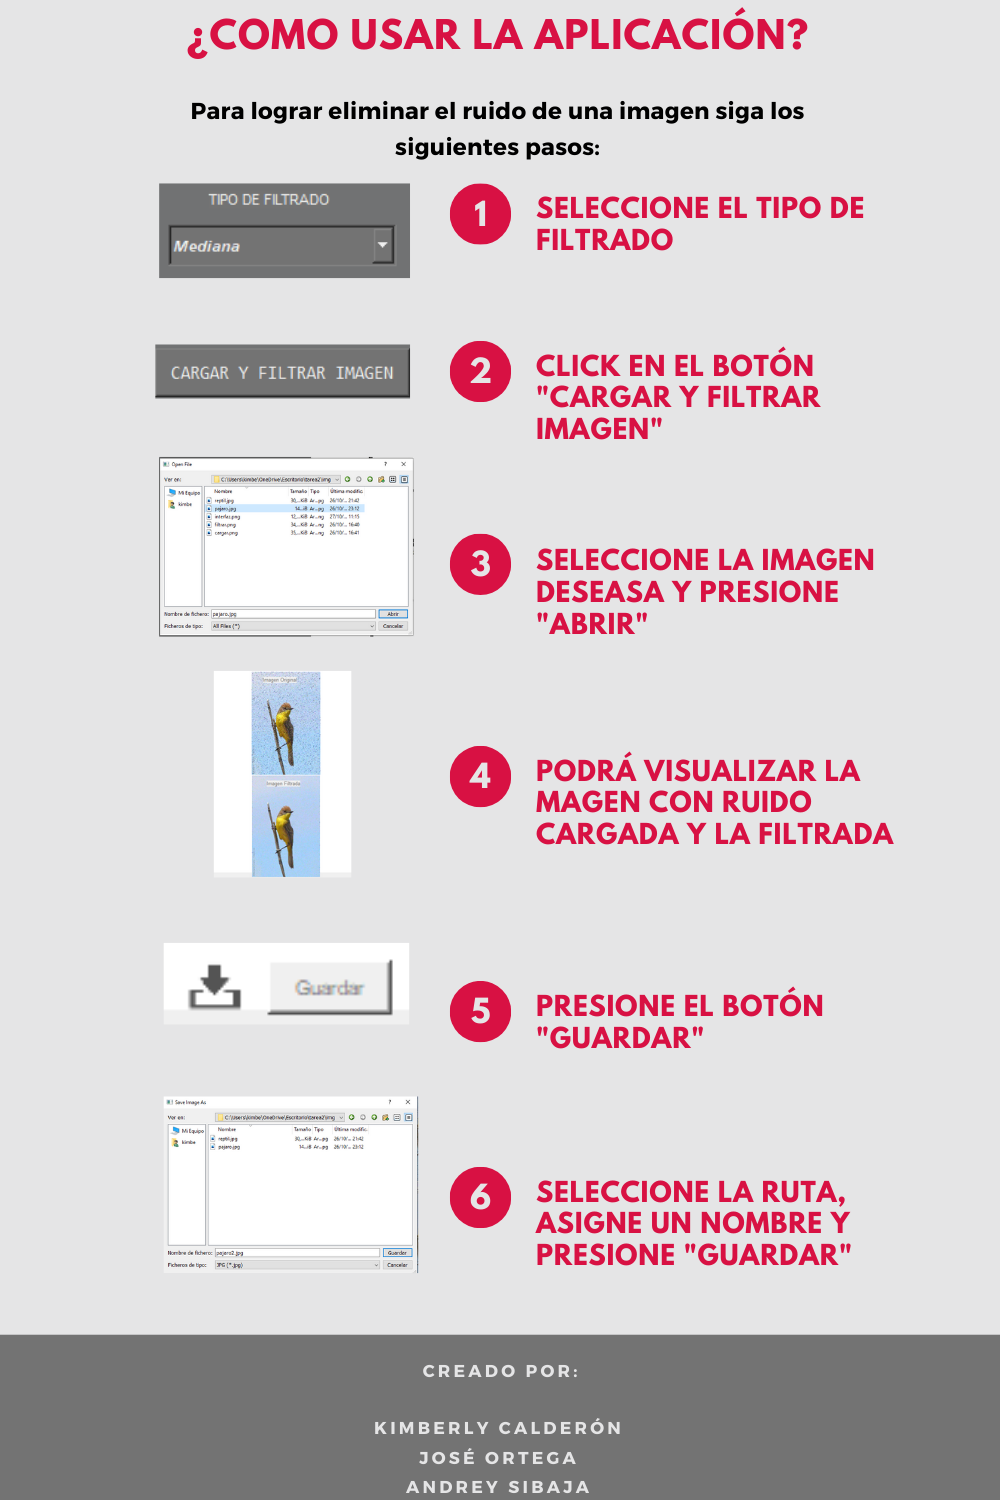 ¿COMO USAR LA APLICACIÓN?
Para lograr eliminar el ruido de una imagen siga los
siguientes pasos:
TIPO DE FILTRADO
Mediana
1
SELECCIONE EL TIPO DE
FILTRADO
CARGAR Y FILTRAR IMAGEN
2
CLICK EN EL BOTÓN
"CARGAR Y FILTRAR
IMAGEN"
Open File
Ver en:
C:\Users\kimbe\OneDrive\Escritorio\tarea2\img
Mi Equipo
kimbe
Nombre Tamaño Tipo Última modific.
reptil.jpg 30,...KiB Ar...pg 26/10/... 21:42
pajaro.jpg 14...iB Ar...pg 26/10/... 23:12
interfaz.png 12,...KiB Ar...ng 27/10/... 11:15
filtrar.png 34,...KiB Ar...ng 26/10/... 16:40
cargar.png 35,...KiB Ar...ng 26/10/... 16:41
Nombre de fichero: pajaro.jpg Abrir
Ficheros de tipo: All Files (*) Cancelar
3
SELECCIONE LA IMAGEN
DESEASA Y PRESIONE
"ABRIR"
Imagen Original
Imagen Filtrada
4
PODRÁ VISUALIZAR LA
MAGEN CON RUIDO
CARGADA Y LA FILTRADA
Guardar
5
PRESIONE EL BOTÓN
"GUARDAR"
Save Image As
Ver en:
C:\Users\kimbe\OneDrive\Escritorio\tarea2\img
Mi Equipo
kimbe
Nombre Tamaño Tipo Última modific.
reptil.jpg 30,...KiB Ar...pg 26/10/... 21:42
pajaro.jpg 14...iB Ar...pg 26/10/... 23:12
Nombre de fichero: pajaro2.jpg Guardar
Ficheros de tipo: JPG (*.jpg) Cancelar
6
SELECCIONE LA RUTA,
ASIGNE UN NOMBRE Y
PRESIONE "GUARDAR"
CREADO POR:
KIMBERLY CALDERÓN
JOSÉ ORTEGA
ANDREY SIBAJA